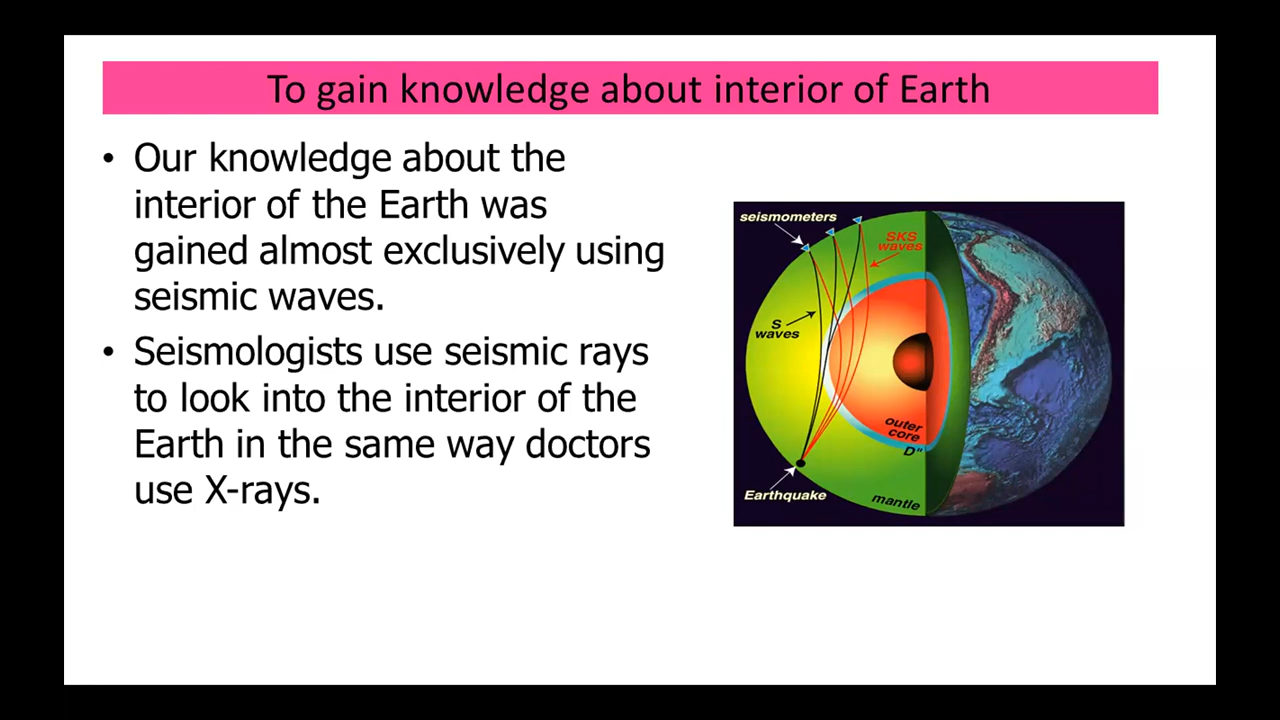 To gain knowledge about interior of Earth
• Our knowledge about the
interior of the Earth was
gained almost exclusively using
seismic waves.
• Seismologists use seismic rays
to look into the interior of the
Earth in the same way doctors
use X-rays.
seismometers
SKS
waves
S
waves
outer
core
D"
Earthquake
mantle